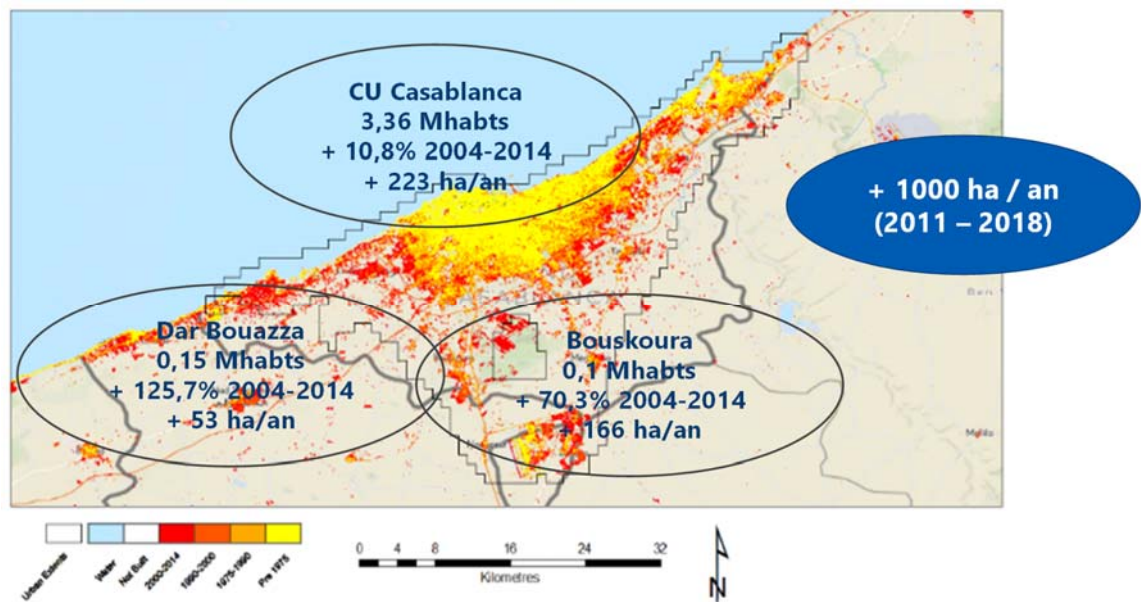 CU Casablanca
3,36 Mhabts
+ 10,8% 2004-2014
+ 223 ha/an
+ 1000 ha / an
(2011 – 2018)
Dar Bouazza
0,15 Mhabts
+ 125,7% 2004-2014
+ 53 ha/an
Bouskoura
0,1 Mhabts
+ 70,3% 2004-2014
+ 166 ha/an
Urban Extents
Water
Not Built
2000-2014
1990-2000
1975-1990
Pre 1975
0 4 8 16 24 32
Kilometres
N